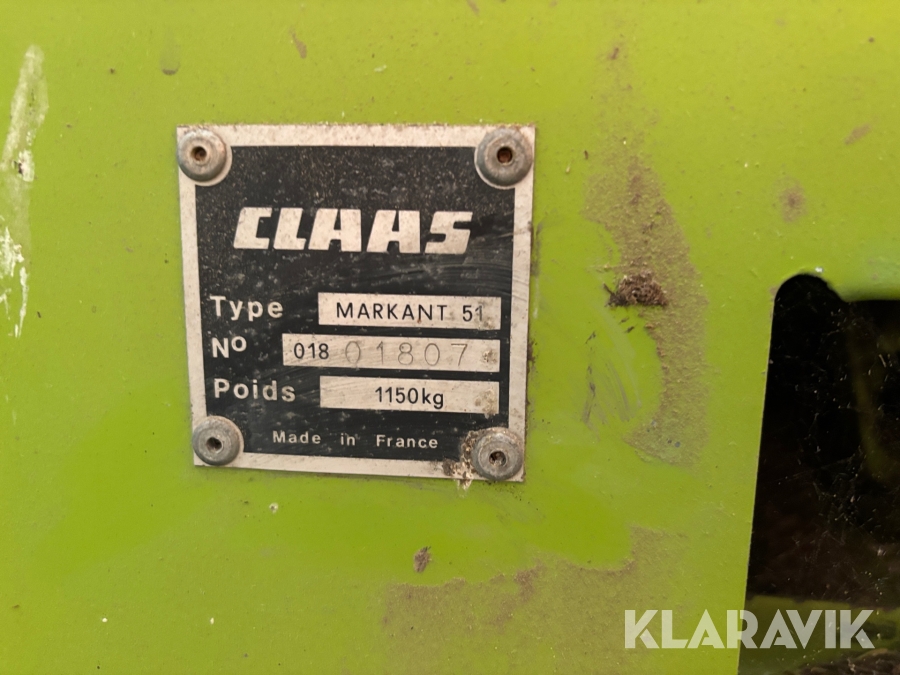 CLAAS
Type MARKANT 51
No 018 01807
Poids 1150kg
Made in France
KLARAVIK